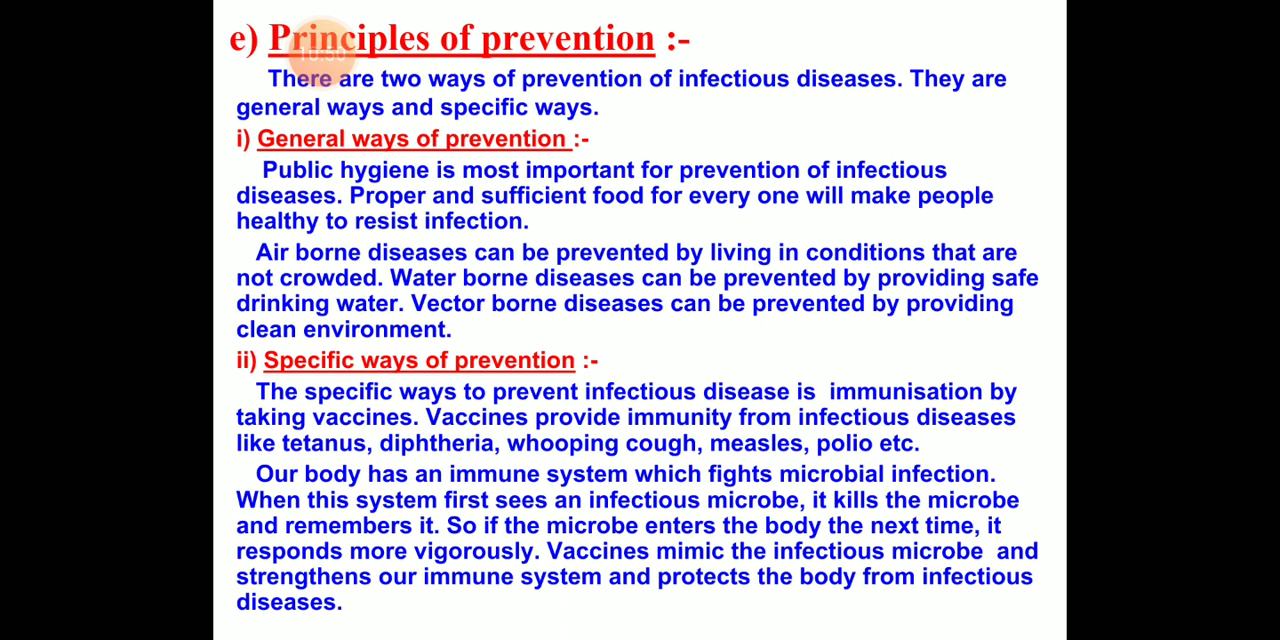 e) Principles of prevention :-
10:50
There are two ways of prevention of infectious diseases. They are
general ways and specific ways.
i) General ways of prevention :-
Public hygiene is most important for prevention of infectious
diseases. Proper and sufficient food for every one will make people
healthy to resist infection.
Air borne diseases can be prevented by living in conditions that are
not crowded. Water borne diseases can be prevented by providing safe
drinking water. Vector borne diseases can be prevented by providing
clean environment.
ii) Specific ways of prevention :-
The specific ways to prevent infectious disease is immunisation by
taking vaccines. Vaccines provide immunity from infectious diseases
like tetanus, diphtheria, whooping cough, measles, polio etc.
Our body has an immune system which fights microbial infection.
When this system first sees an infectious microbe, it kills the microbe
and remembers it. So if the microbe enters the body the next time, it
responds more vigorously. Vaccines mimic the infectious microbe and
strengthens our immune system and protects the body from infectious
diseases.